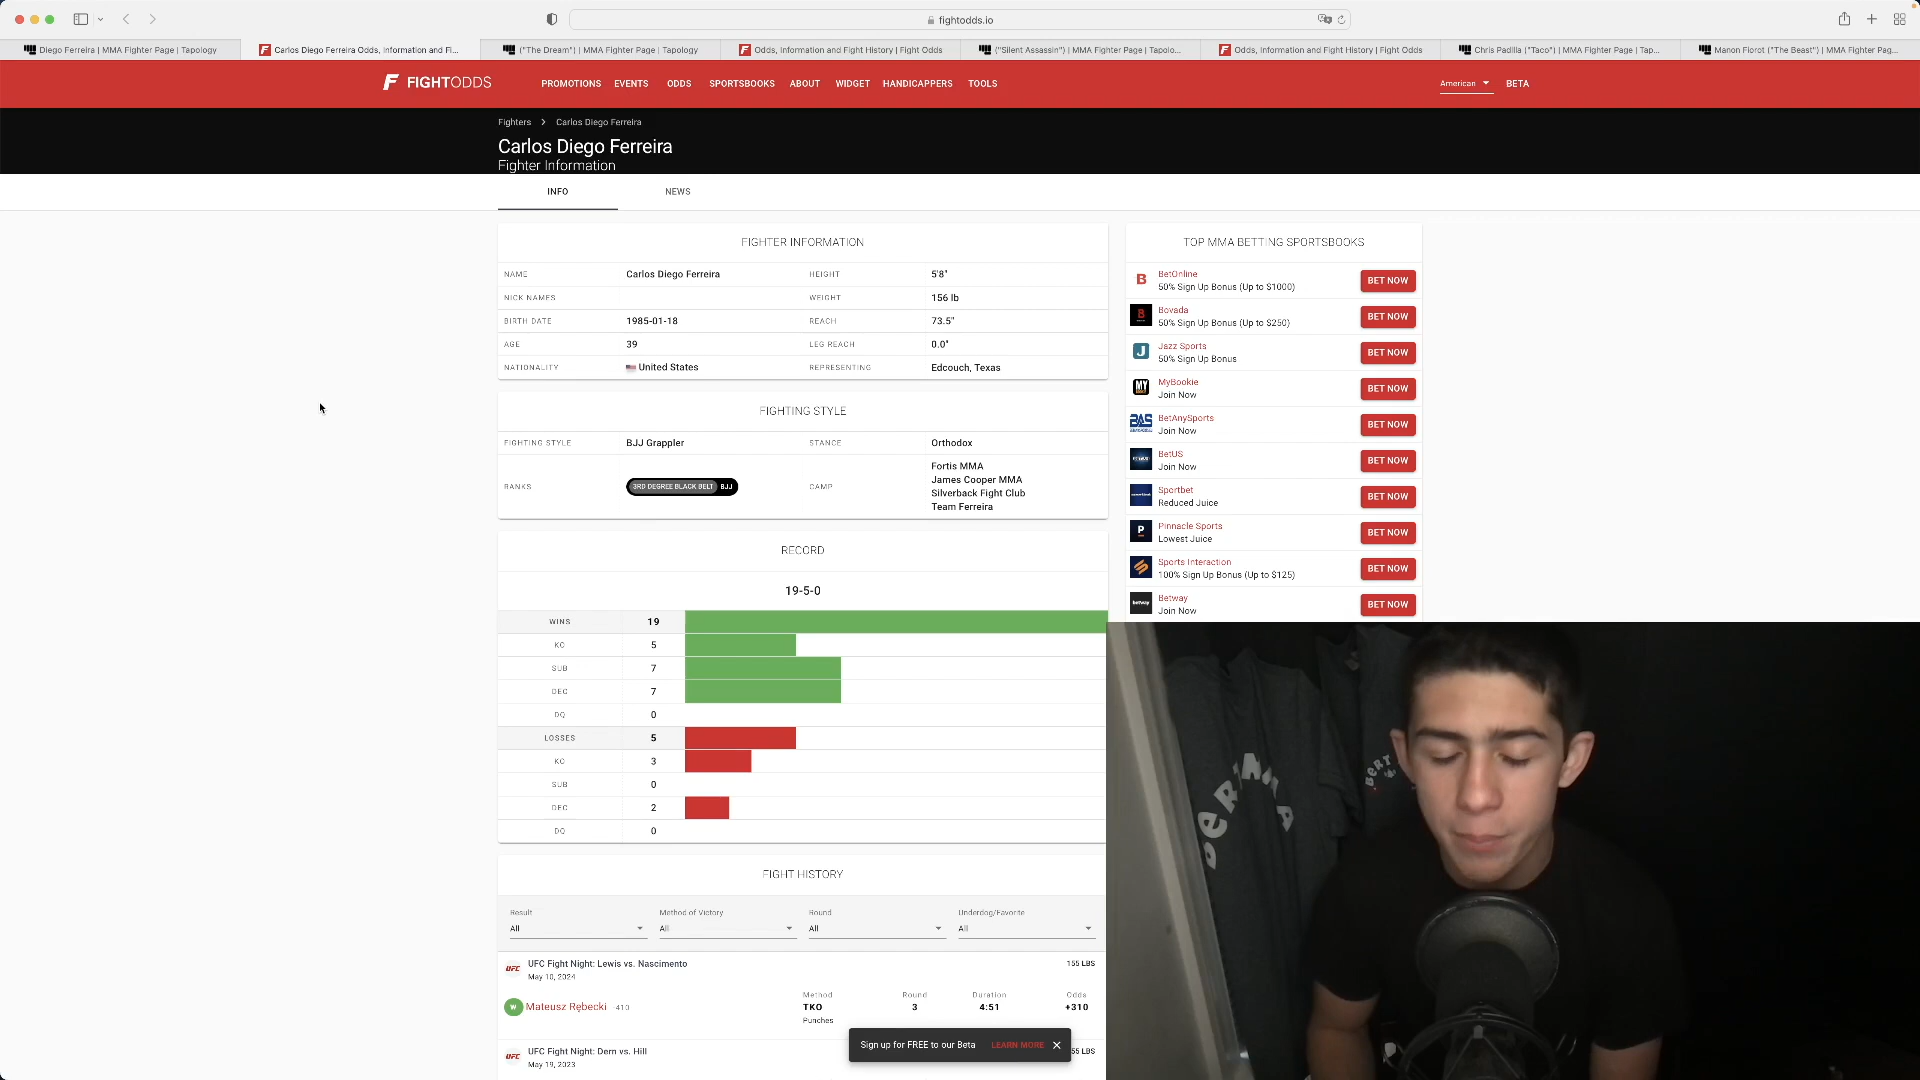 fightodds.io
Diego Ferreira | MMA Fighter Page | Tapology
Carlos Diego Ferreira Odds, Information and Fi...
("The Dream") | MMA Fighter Page | Tapology
Odds, Information and Fight History | Fight Odds
("Silent Assassin") | MMA Fighter Page | Tapolo...
Odds, Information and Fight History | Fight Odds
Chris Padilla ("Taco") | MMA Fighter Page | Tap...
Manon Fiorot ("The Beast") | MMA Fighter Pag...
FIGHTODDS
PROMOTIONS EVENTS ODDS SPORTSBOOKS ABOUT WIDGET HANDICAPPERS TOOLS
American
BETA
Fighters > Carlos Diego Ferreira
Carlos Diego Ferreira
Fighter Information
INFO NEWS
FIGHTER INFORMATION
NAME Carlos Diego Ferreira HEIGHT 5'8"
NICK NAMES WEIGHT 156 lb
BIRTH DATE 1985-01-18 REACH 73.5"
AGE 39 LEG REACH 0.0"
NATIONALITY United States REPRESENTING Edcouch, Texas
FIGHTING STYLE
FIGHTING STYLE BJJ Grappler STANCE Orthodox
RANKS 3RD DEGREE BLACK BELT BJJ CAMP
Fortis MMA
James Cooper MMA
Silverback Fight Club
Team Ferreira
RECORD
19-5-0
WINS 19
KO 5
SUB 7
DEC 7
DQ 0
LOSSES 5
KO 3
SUB 0
DEC 2
DQ 0
FIGHT HISTORY
Result Method of Victory Round Underdog/Favorite
All All All All
UFC UFC Fight Night: Lewis vs. Nascimento 155 LBS
May 10, 2024
Method Round Duration Odds
W Mateusz Rębecki -410 TKO 3 4:51 +310
Punches
Sign up for FREE to our Beta LEARN MORE
UFC UFC Fight Night: Dern vs. Hill 55 LBS
May 19, 2023
TOP MMA BETTING SPORTSBOOKS
BetOnline
50% Sign Up Bonus (Up to $1000)
BET NOW
Bovada
50% Sign Up Bonus (Up to $250)
BET NOW
Jazz Sports
50% Sign Up Bonus
BET NOW
MyBookie
Join Now
BET NOW
BetAnySports
Join Now
BET NOW
BetUS
Join Now
BET NOW
Sportbet
Reduced Juice
BET NOW
Pinnacle Sports
Lowest Juice
BET NOW
Sports Interaction
100% Sign Up Bonus (Up to $125)
BET NOW
Betway
Join Now
BET NOW